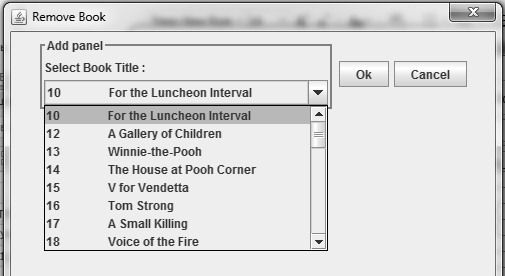 Remove Book
Add panel
Select Book Title :
10 For the Luncheon Interval
Ok
Cancel
10 For the Luncheon Interval
12 A Gallery of Children
13 Winnie-the-Pooh
14 The House at Pooh Corner
15 V for Vendetta
16 Tom Strong
17 A Small Killing
18 Voice of the Fire